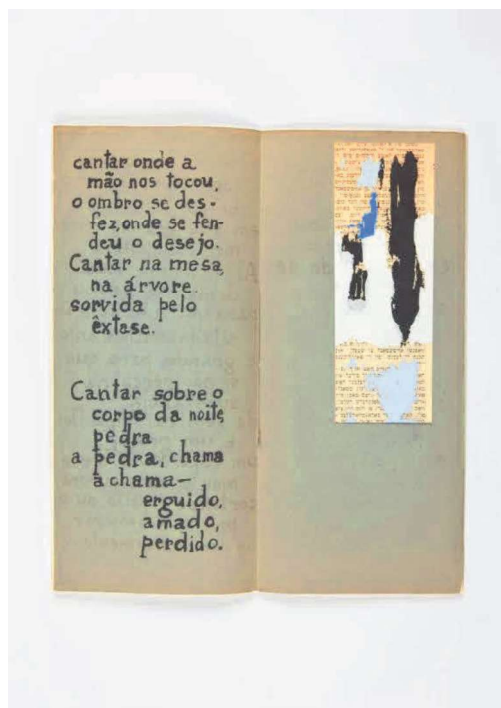 cantar onde a
mão nos tocou,
o ombro se des-
fez, onde se fen-
deu o desejo.
Cantar na mesa,
na árvore
sorvida pelo
êxtase.
Cantar sobre o
corpo da noite,
pedra
a pedra, chama
a chama—
erguido,
amado,
perdido.